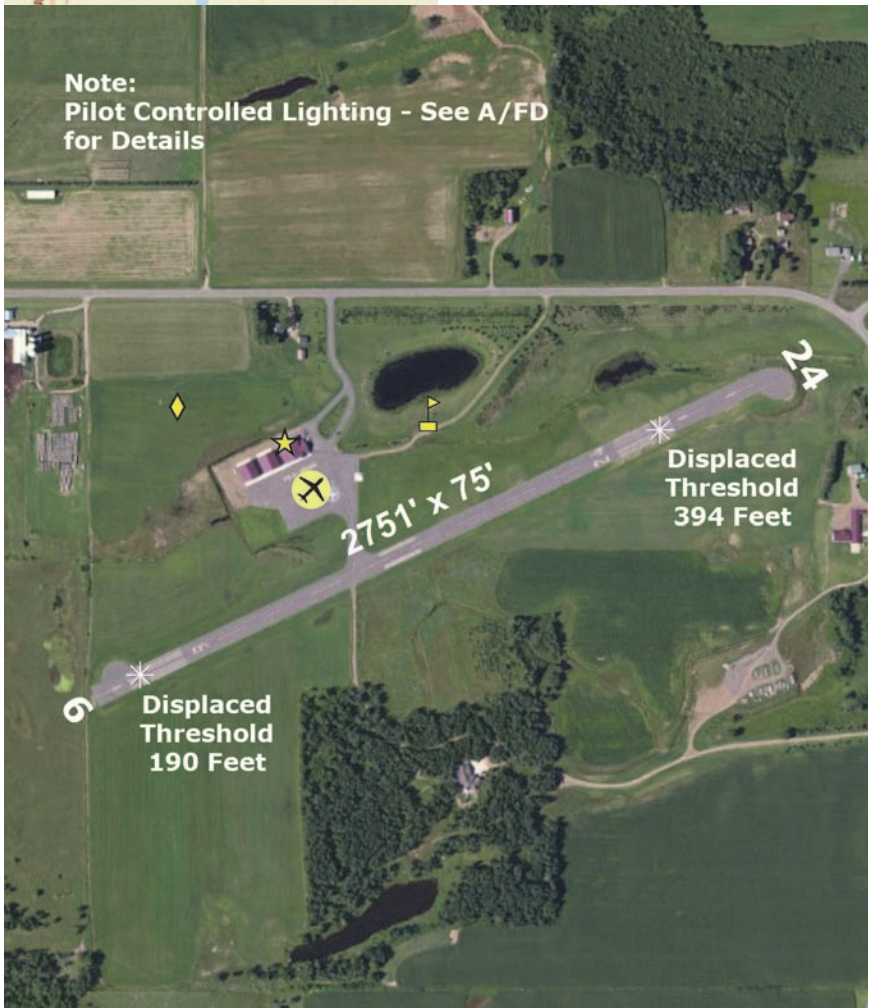 Note:
Pilot Controlled Lighting - See A/FD
for Details
24
Displaced
Threshold
394 Feet
2751' x 75'
6
Displaced
Threshold
190 Feet